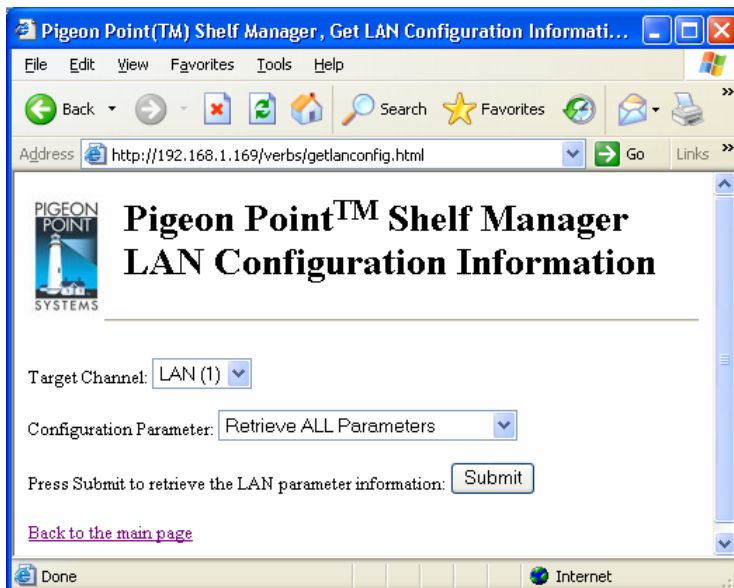 Pigeon Point(TM) Shelf Manager, Get LAN Configuration Informati...
File Edit View Favorites Tools Help
Back Search Favorites »
Address http://192.168.1.169/verbs/getlanconfig.html Go Links »
PIGEON
POINT
SYSTEMS
Pigeon Point™ Shelf Manager
LAN Configuration Information
Target Channel: LAN (1)
Configuration Parameter: Retrieve ALL Parameters
Press Submit to retrieve the LAN parameter information: Submit
Back to the main page
Done Internet